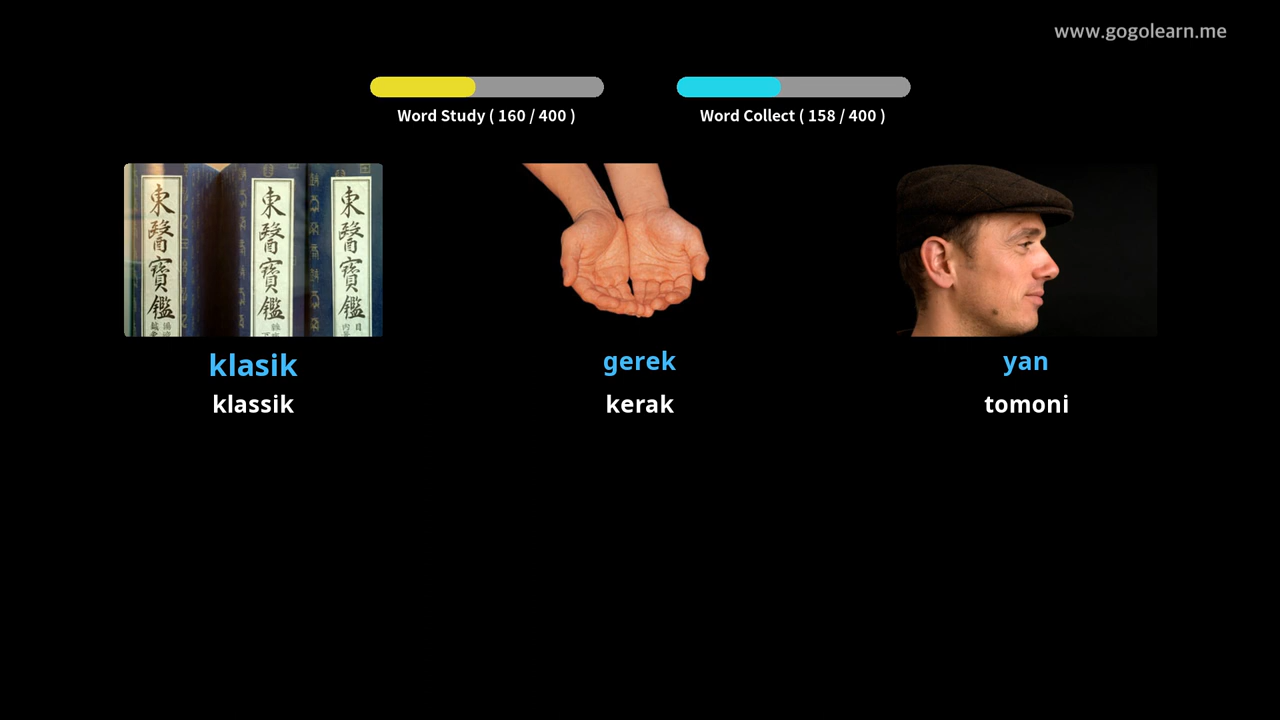 www.gogolearn.me
Word Study ( 160 / 400 )
Word Collect ( 158 / 400 )
東醫寶鑑
東醫寶鑑
東醫寶鑑
klasik
gerek
yan
klassik
kerak
tomoni